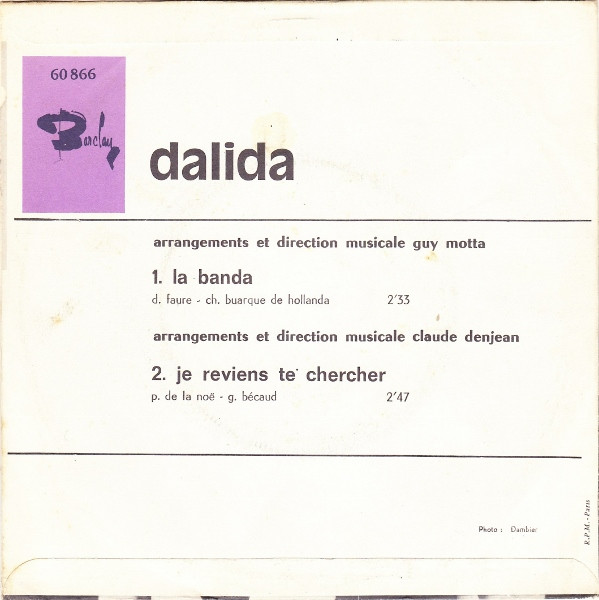 60 866
Barclay
dalida
arrangements et direction musicale guy motta
1. la banda
d. faure - ch. buarque de hollanda 2'33
arrangements et direction musicale claude denjean
2. je reviens te chercher
p. de la noë - g. bécaud 2'47
Photo : Dambier
R.P.M. - Paris